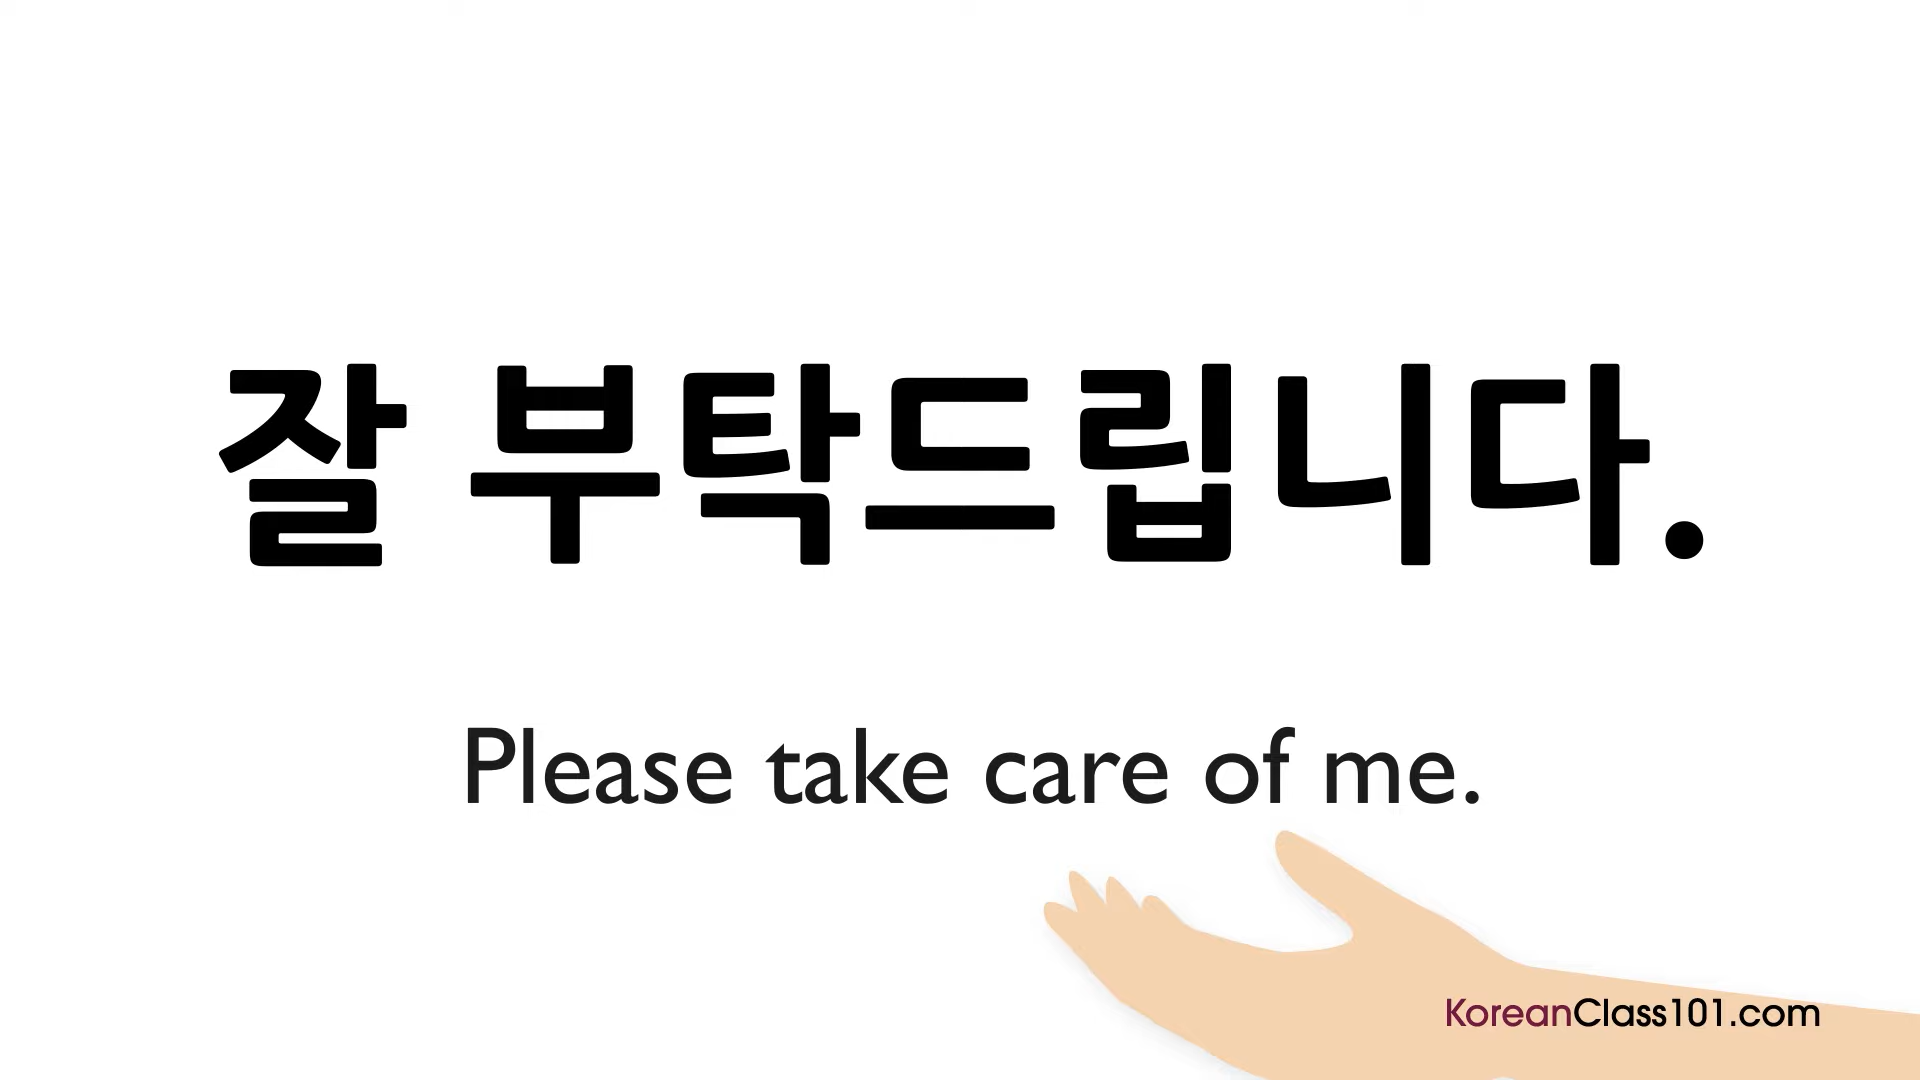 잘 부탁드립니다.
Please take care of me.
KoreanClass101.com